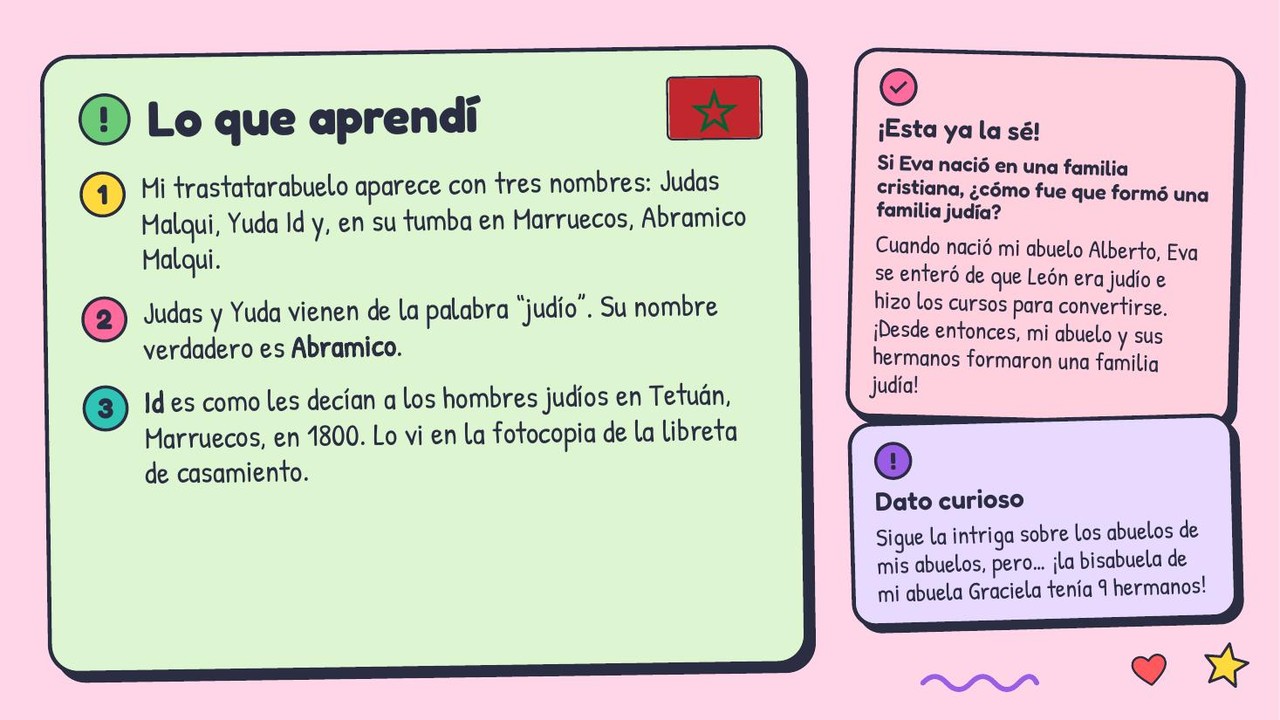 Lo que aprendí
1
Mi trastatarabuelo aparece con tres nombres: Judas
Malqui, Yuda Id y, en su tumba en Marruecos, Abramico
Malqui.
2
Judas y Yuda vienen de la palabra “judío”. Su nombre
verdadero es Abramico.
3
Id es como les decían a los hombres judíos en Tetuán,
Marruecos, en 1800. Lo vi en la fotocopia de la libreta
de casamiento.
¡Esta ya la sé!
Si Eva nació en una familia
cristiana, ¿cómo fue que formó una
familia judía?
Cuando nació mi abuelo Alberto, Eva
se enteró de que León era judío e
hizo los cursos para convertirse.
¡Desde entonces, mi abuelo y sus
hermanos formaron una familia
judía!
Dato curioso
Sigue la intriga sobre los abuelos de
mis abuelos, pero... ¡la bisabuela de
mi abuela Graciela tenía 9 hermanos!